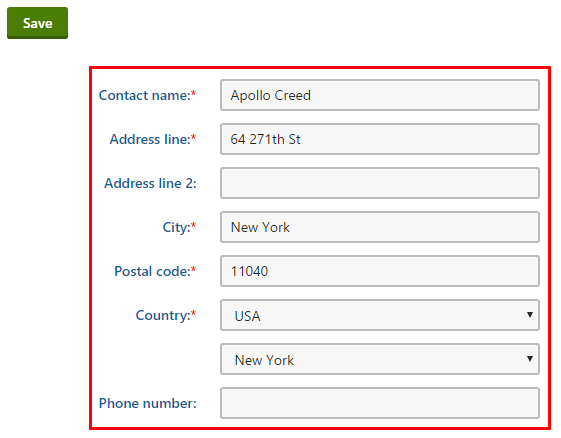 Save
Contact name:* Apollo Creed
Address line:* 64 271th St
Address line 2:
City:* New York
Postal code:* 11040
Country:* USA
New York
Phone number: